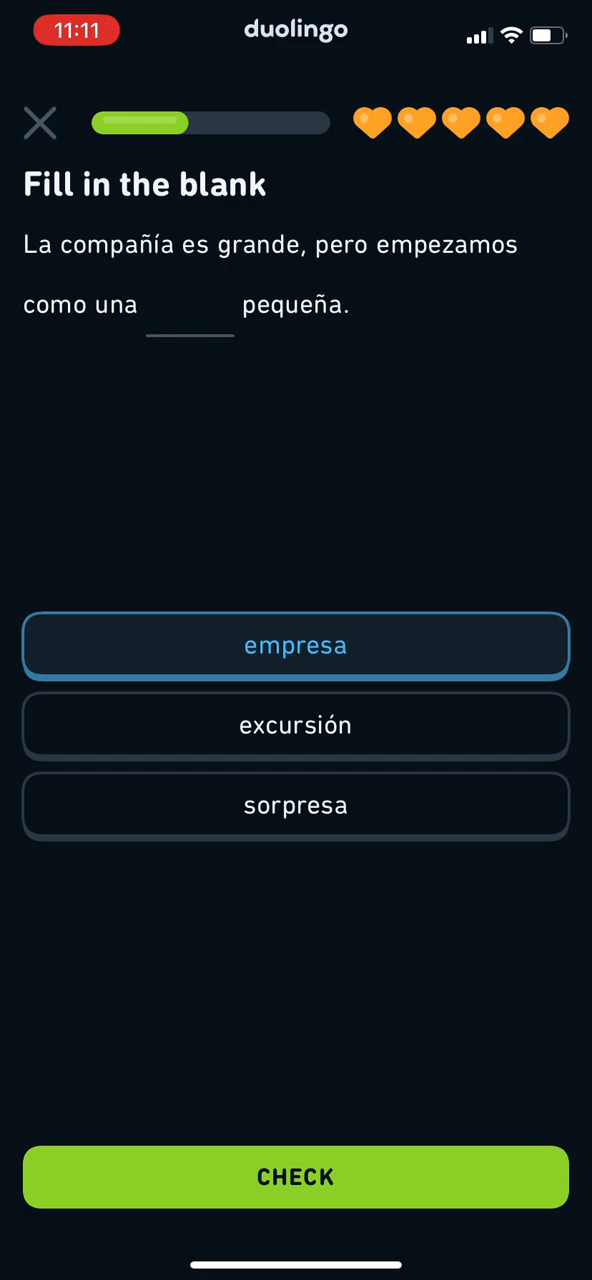 11:11
duolingo
Fill in the blank
La compañía es grande, pero empezamos
como una pequeña.
empresa
excursión
sorpresa
CHECK